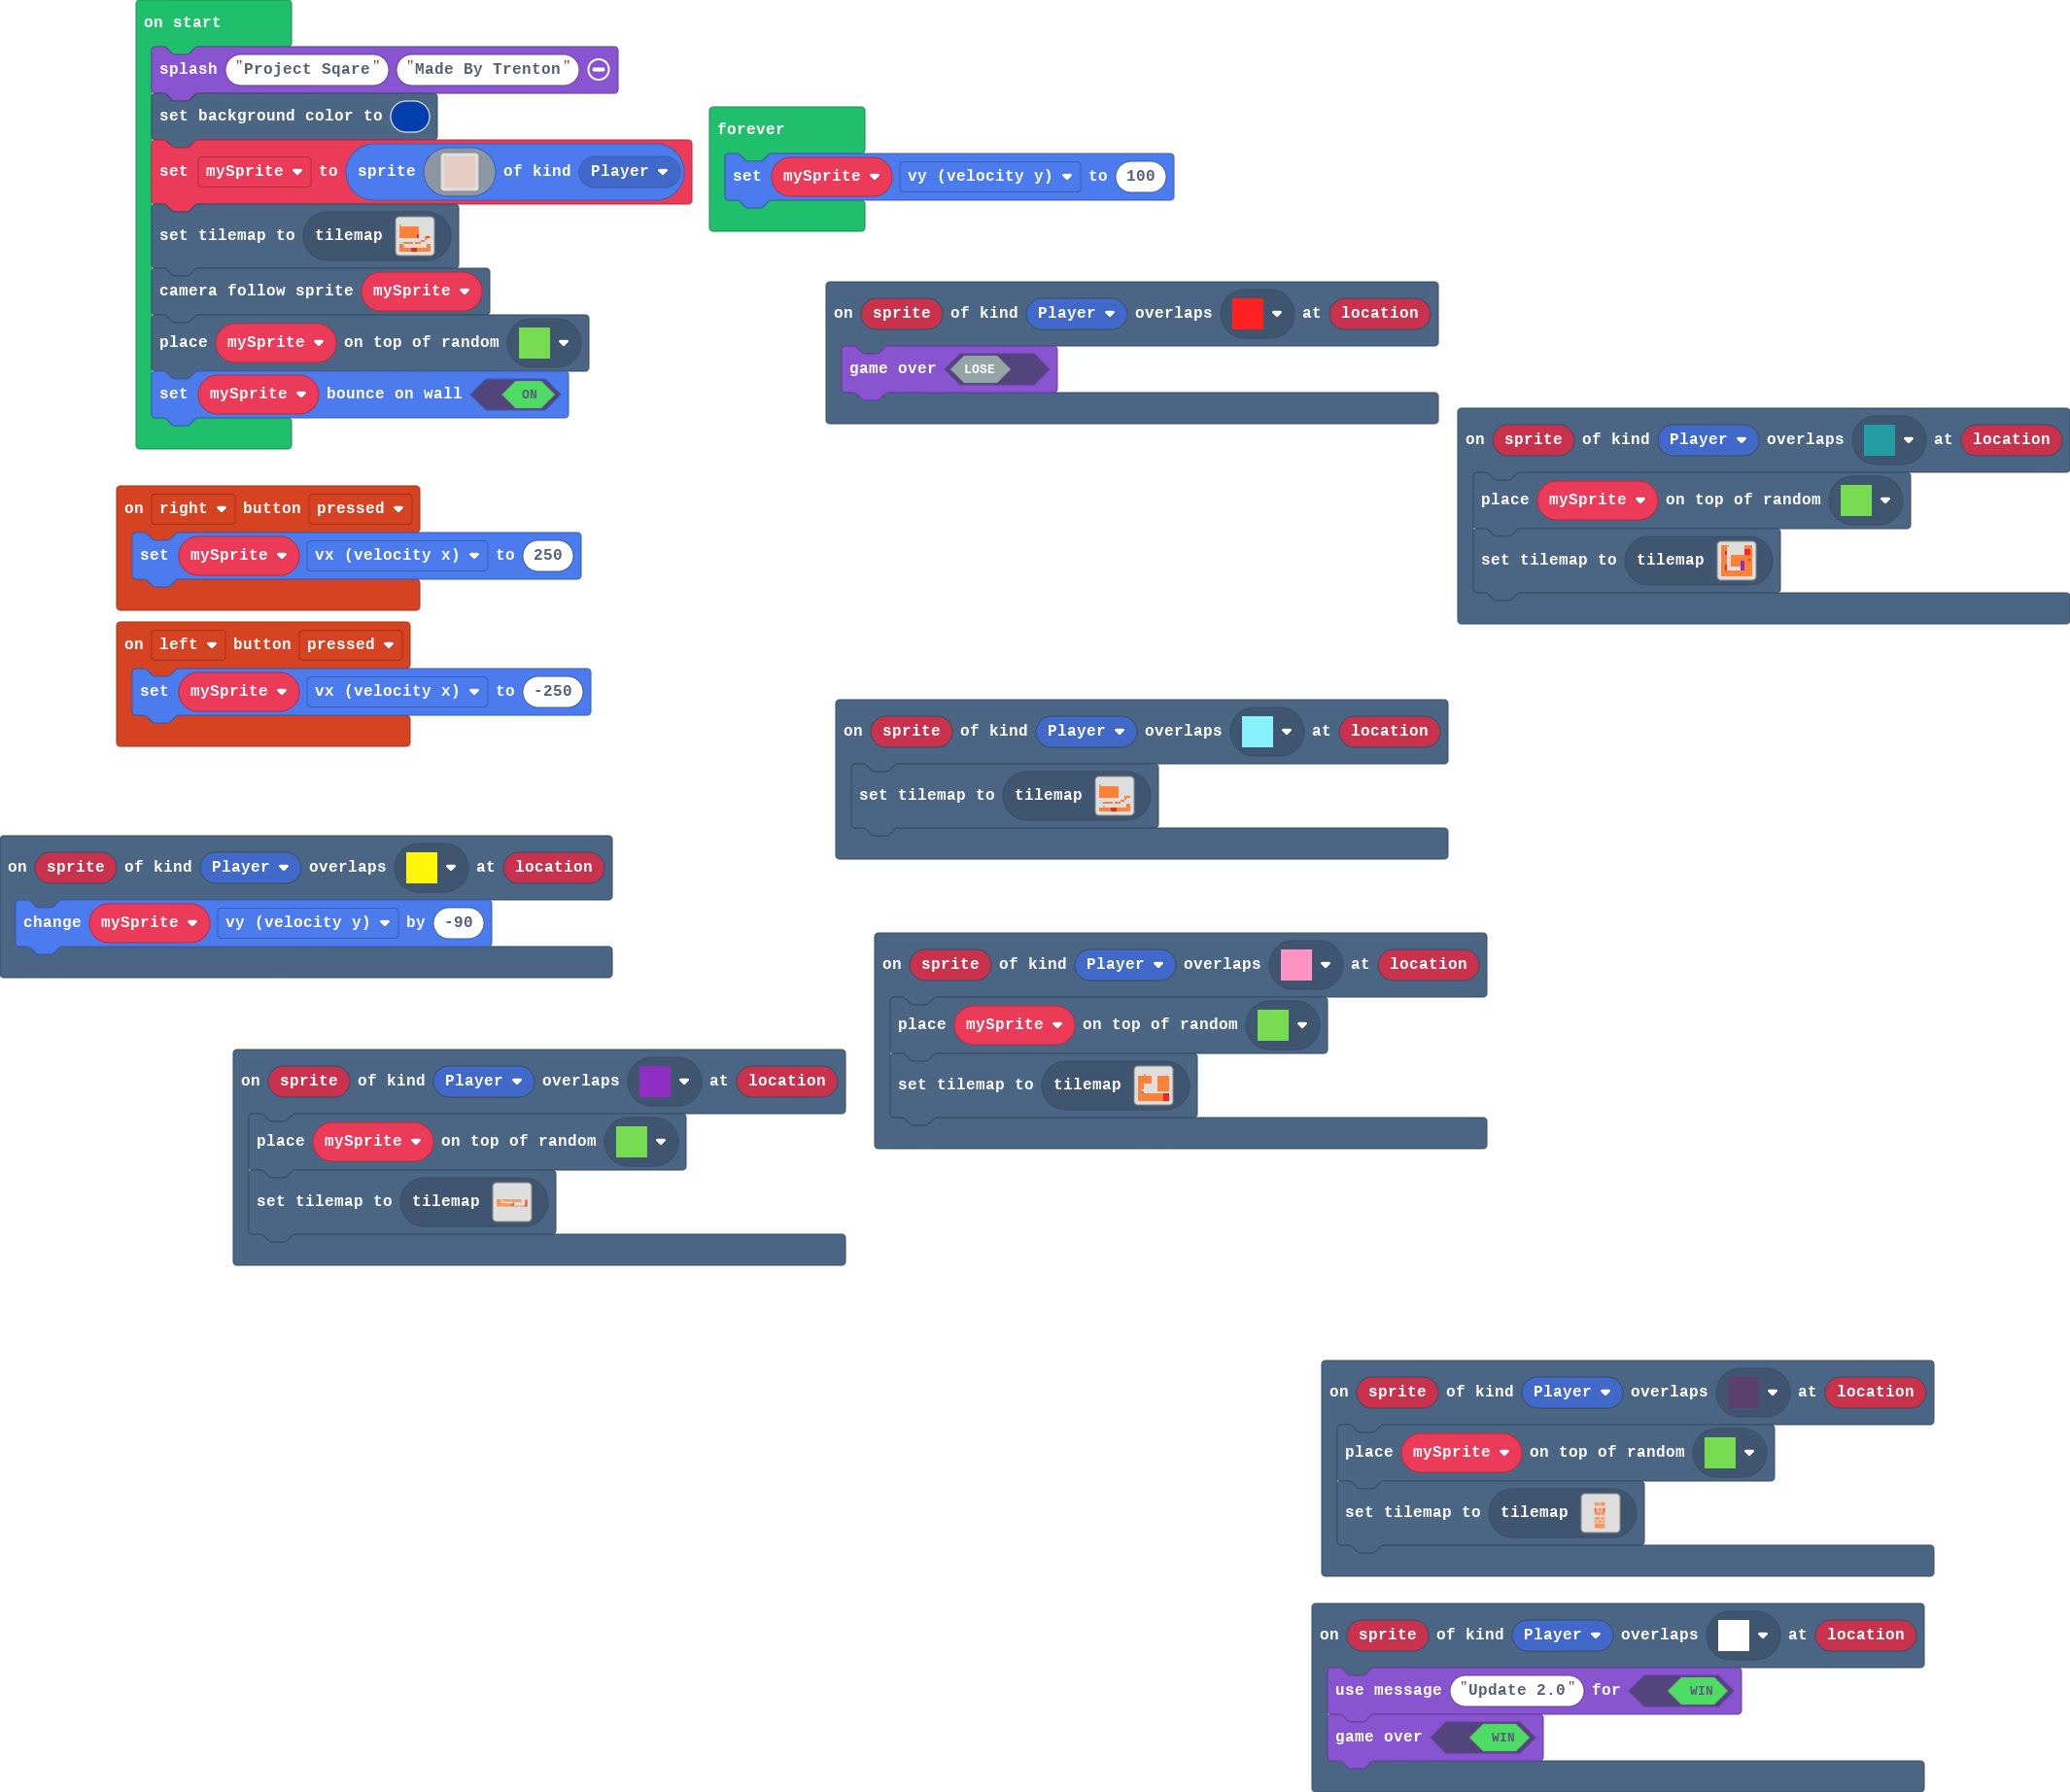 on start
splash "Project Sqare" "Made By Trenton"
set background color to
set mySprite to sprite of kind Player
set tilemap to tilemap
camera follow sprite mySprite
place mySprite on top of random
set mySprite bounce on wall ON
forever
set mySprite vy (velocity y) to 100
on sprite of kind Player overlaps at location
game over LOSE
on sprite of kind Player overlaps at location
place mySprite on top of random
set tilemap to tilemap
on right button pressed
set mySprite vx (velocity x) to 250
on left button pressed
set mySprite vx (velocity x) to -250
on sprite of kind Player overlaps at location
set tilemap to tilemap
on sprite of kind Player overlaps at location
change mySprite vy (velocity y) by -90
on sprite of kind Player overlaps at location
place mySprite on top of random
set tilemap to tilemap
on sprite of kind Player overlaps at location
place mySprite on top of random
set tilemap to tilemap
on sprite of kind Player overlaps at location
place mySprite on top of random
set tilemap to tilemap
on sprite of kind Player overlaps at location
use message "Update 2.0" for WIN
game over WIN